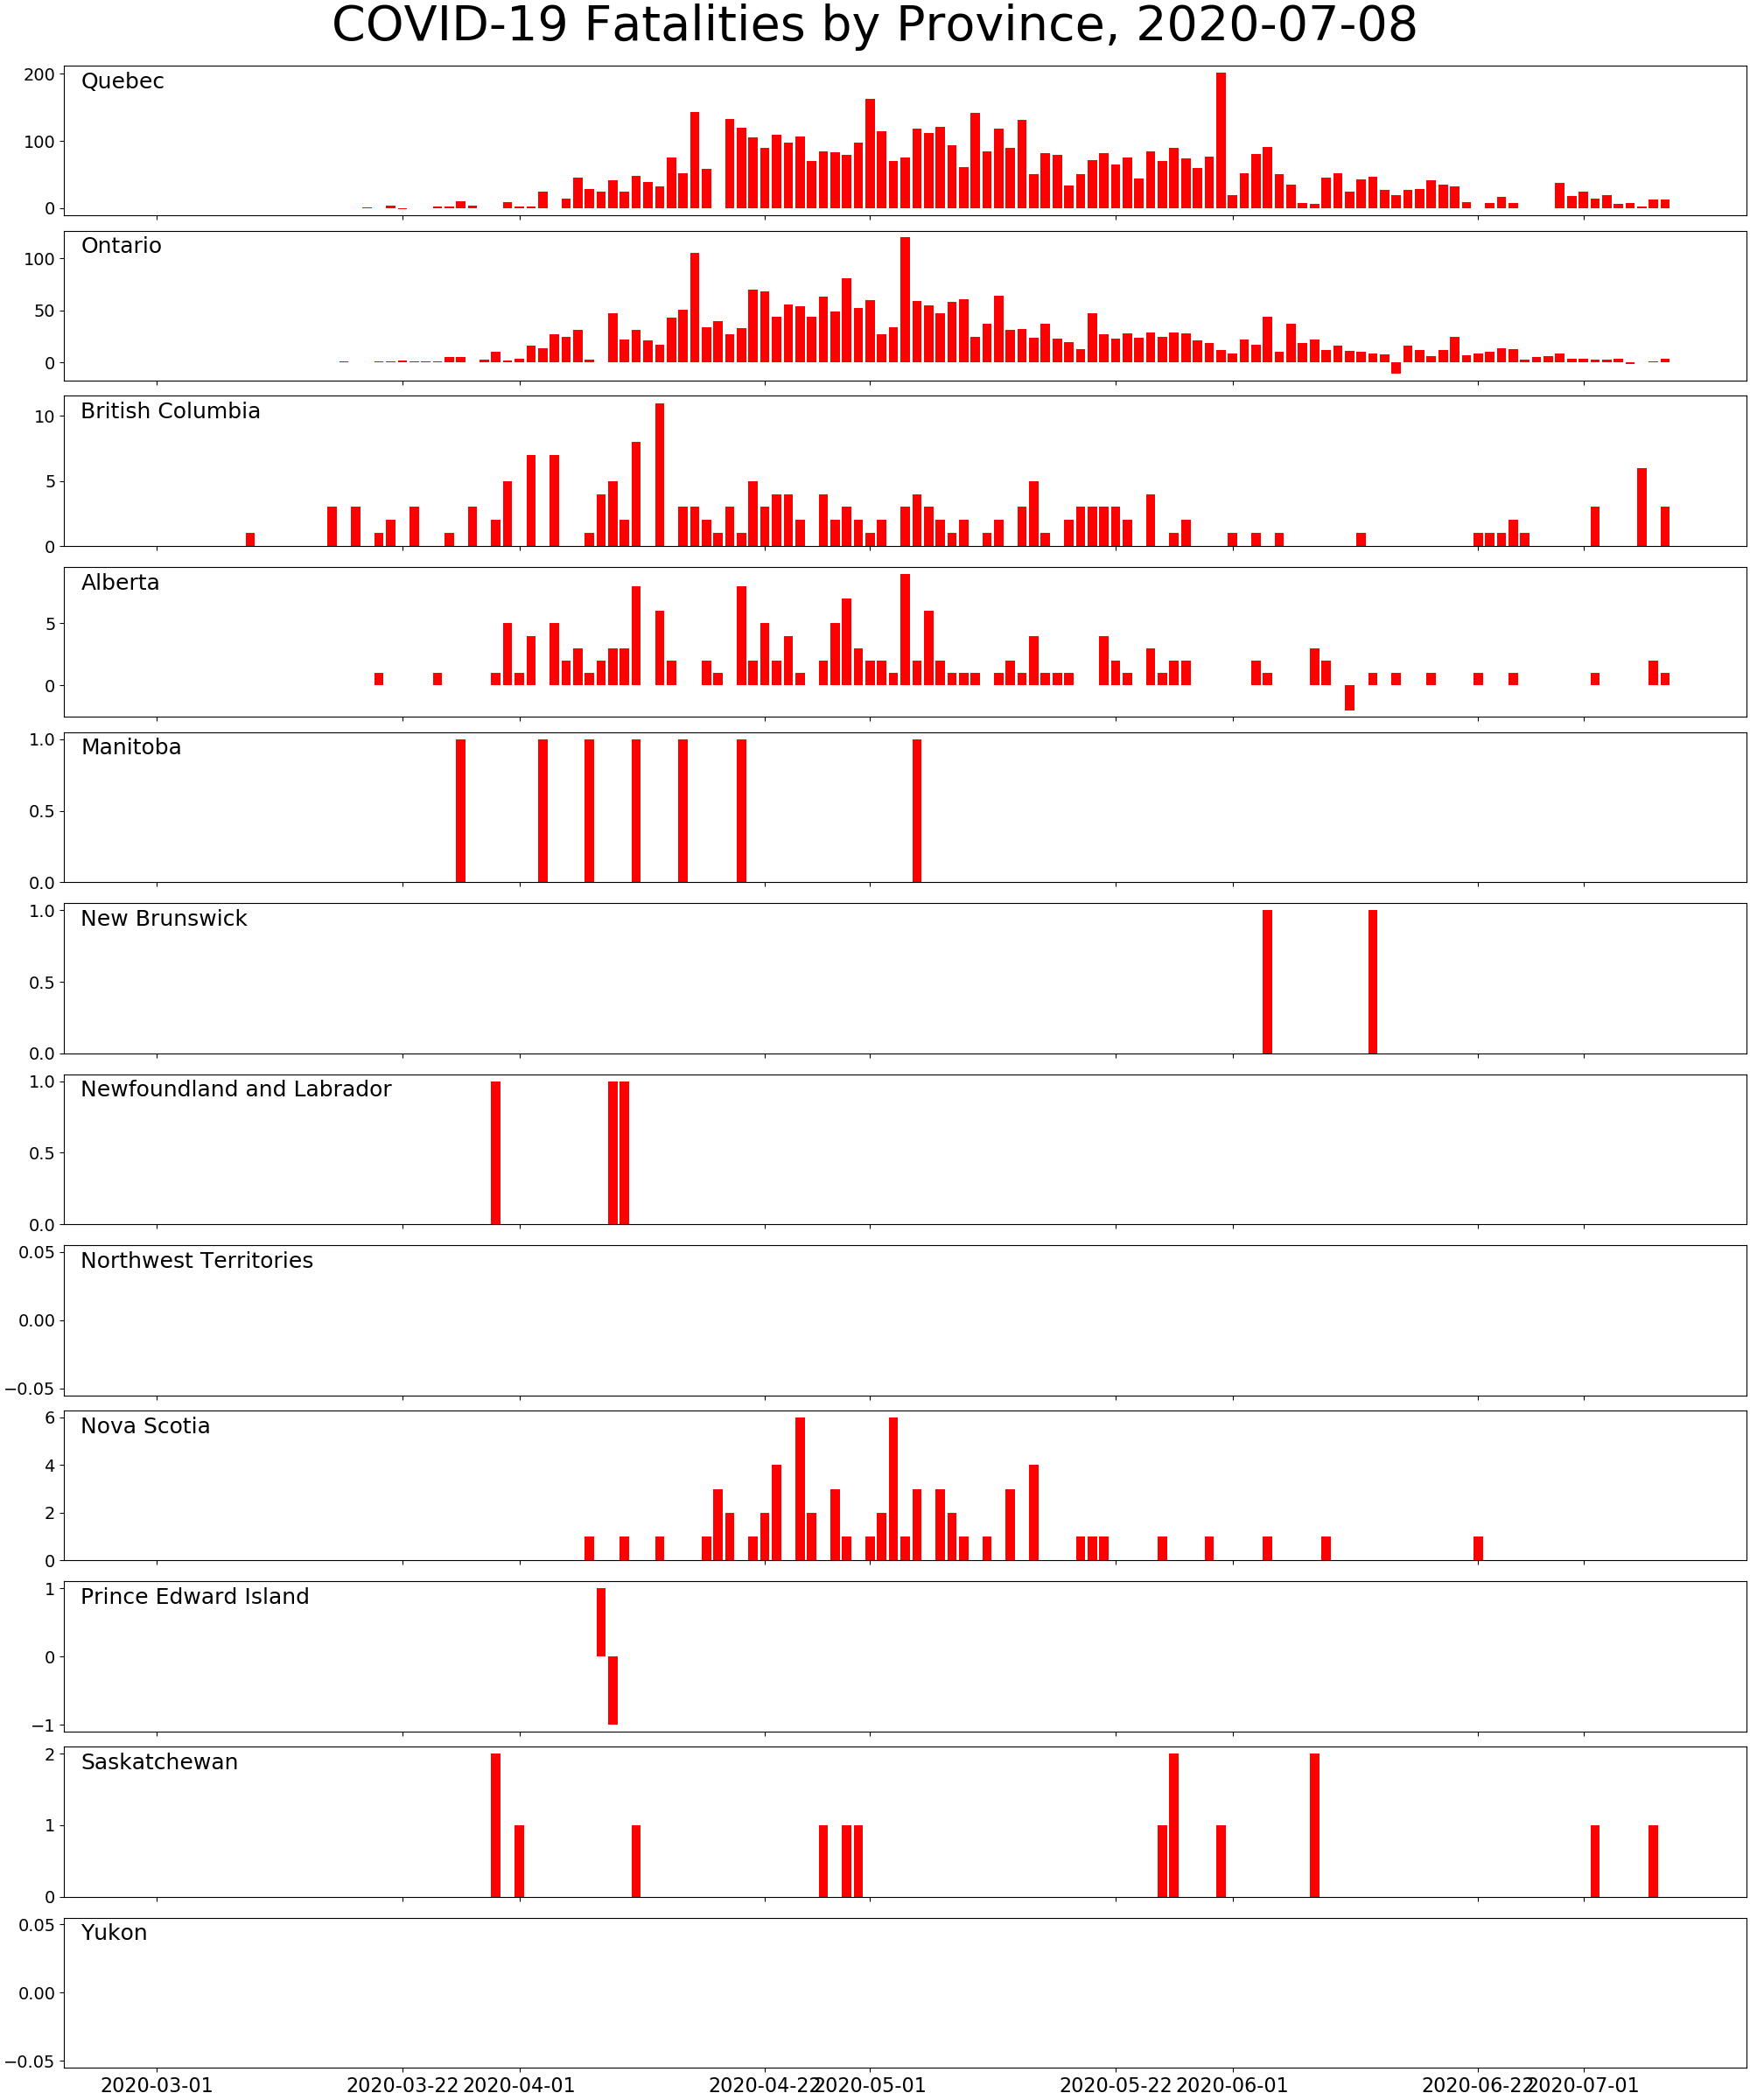 COVID-19 Fatalities by Province, 2020-07-08
Quebec
200
100
0
Ontario
100
50
0
British Columbia
10
5
0
Alberta
5
0
Manitoba
1.0
0.5
0.0
New Brunswick
1.0
0.5
0.0
Newfoundland and Labrador
1.0
0.5
0.0
Northwest Territories
0.05
0.00
−0.05
Nova Scotia
6
4
2
0
Prince Edward Island
1
0
−1
Saskatchewan
2
1
0
Yukon
0.05
0.00
−0.05
2020-03-01 2020-03-22 2020-04-01 2020-04-22 2020-05-01 2020-05-22 2020-06-01 2020-06-22 2020-07-01